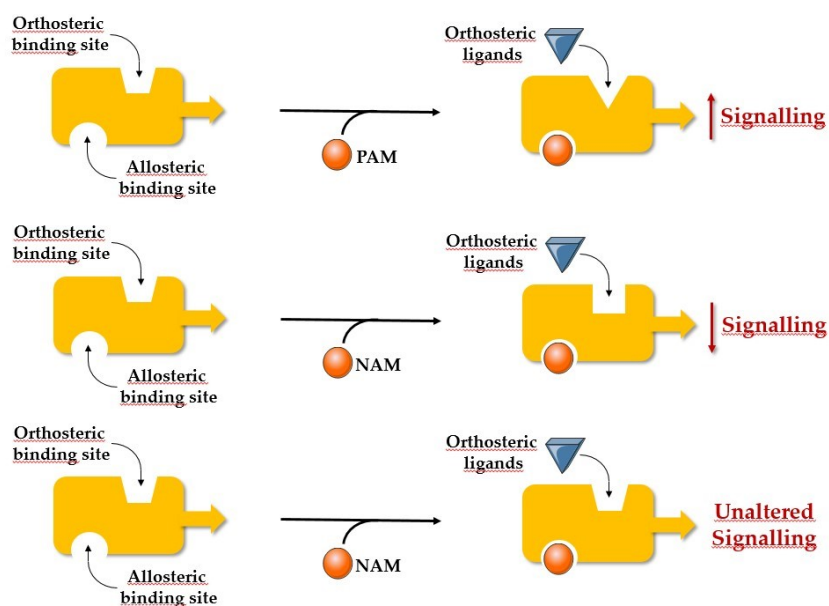 Orthosteric
binding site
Allosteric
binding site
PAM
Orthosteric
ligands
Signalling
Orthosteric
binding site
Allosteric
binding site
NAM
Orthosteric
ligands
Signalling
Orthosteric
binding site
Allosteric
binding site
NAM
Orthosteric
ligands
Unaltered
Signalling